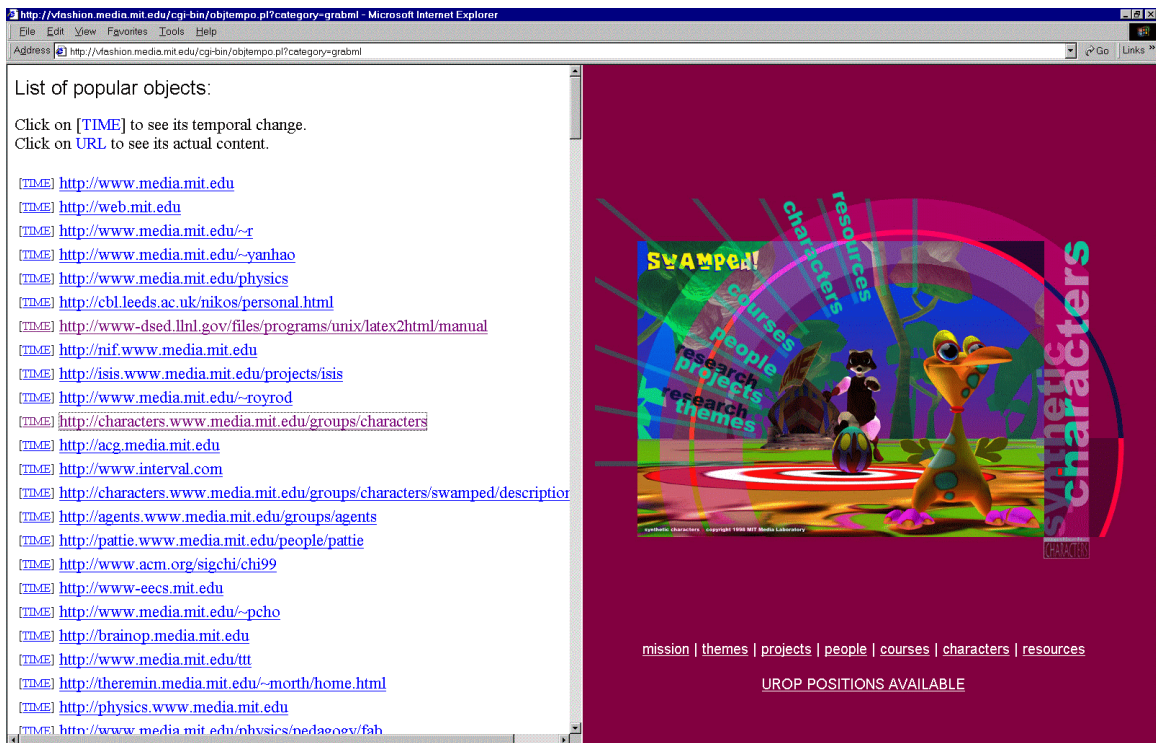 http://vfashion.media.mit.edu/cgi-bin/objtempo.pl?category=grabml - Microsoft Internet Explorer
File Edit View Favorites Tools Help
Address http://vfashion.media.mit.edu/cgi-bin/objtempo.pl?category=grabml Go Links »
List of popular objects:
Click on [TIME] to see its temporal change.
Click on URL to see its actual content.
[TIME] http://www.media.mit.edu
[TIME] http://web.mit.edu
[TIME] http://www.media.mit.edu/~r
[TIME] http://www.media.mit.edu/~yanhao
[TIME] http://www.media.mit.edu/physics
[TIME] http://cbl.leeds.ac.uk/nikos/personal.html
[TIME] http://www-dsed.llnl.gov/files/programs/unix/latex2html/manual
[TIME] http://nif.www.media.mit.edu
[TIME] http://isis.www.media.mit.edu/projects/isis
[TIME] http://www.media.mit.edu/~royrod
[TIME] http://characters.www.media.mit.edu/groups/characters
[TIME] http://acg.media.mit.edu
[TIME] http://www.interval.com
[TIME] http://characters.www.media.mit.edu/groups/characters/swamped/description
[TIME] http://agents.www.media.mit.edu/groups/agents
[TIME] http://pattie.www.media.mit.edu/people/pattie
[TIME] http://www.acm.org/sigchi/chi99
[TIME] http://www-eecs.mit.edu
[TIME] http://www.media.mit.edu/~pcho
[TIME] http://brainop.media.mit.edu
[TIME] http://www.media.mit.edu/ttt
[TIME] http://theremin.media.mit.edu/~morth/home.html
[TIME] http://physics.www.media.mit.edu
[TIME] http://www.media.mit.edu/physics/pedagogy/fab
SWAMPed!
resources
characters
courses
people
research
projects
research
themes
synthetic
characters
CHARACTERS
synthetic characters copyright 1998 MIT Media Laboratory
mission | themes | projects | people | courses | characters | resources
UROP POSITIONS AVAILABLE